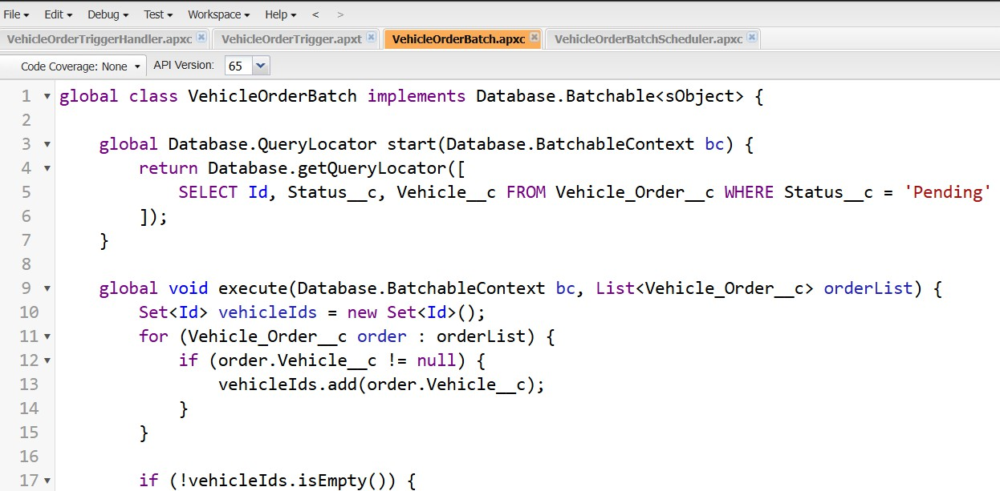 File Edit Debug Test Workspace Help < >
VehicleOrderTriggerHandler.apxc VehicleOrderTrigger.apxt VehicleOrderBatch.apxc VehicleOrderBatchScheduler.apxc
Code Coverage: None API Version: 65
1 global class VehicleOrderBatch implements Database.Batchable<sObject> {
2
3 global Database.QueryLocator start(Database.BatchableContext bc) {
4 return Database.getQueryLocator([
5 SELECT Id, Status__c, Vehicle__c FROM Vehicle_Order__c WHERE Status__c = 'Pending'
6 ]);
7 }
8
9 global void execute(Database.BatchableContext bc, List<Vehicle_Order__c> orderList) {
10 Set<Id> vehicleIds = new Set<Id>();
11 for (Vehicle_Order__c order : orderList) {
12 if (order.Vehicle__c != null) {
13 vehicleIds.add(order.Vehicle__c);
14 }
15 }
16
17 if (!vehicleIds.isEmpty()) {